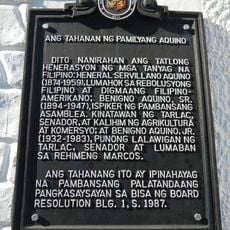 ANG TAHANAN NG PAMILYANG AQUINO
DITO NANIRAHAN ANG TATLONG
HENERASYON NG MGA TANYAG NA
FILIPINO: HENERAL SERVILLANO AQUINO
(1874-1959), LUMAHOK SA REBOLUSYONG
FILIPINO AT DIGMAANG FILIPINO-
AMERIKANO; BENIGNO AQUINO, SR.
(1894-1947), ISPIKER NG PAMBANSANG
ASAMBLEA, KINATAWAN NG TARLAC,
SENADOR, AT KALIHIM NG AGRIKULTURA
AT KOMERSYO; AT BENIGNO AQUINO, JR.
(1932-1983), PUNONG LALAWIGAN NG
TARLAC, SENADOR AT LUMABAN
SA REHIMENG MARCOS.
ANG TAHANANG ITO AY IPINAHAYAG
NA PAMBANSANG PALATANDAANG
PANGKASAYSAYAN SA BISA NG BOARD
RESOLUTION BLG. 1, S. 1987.